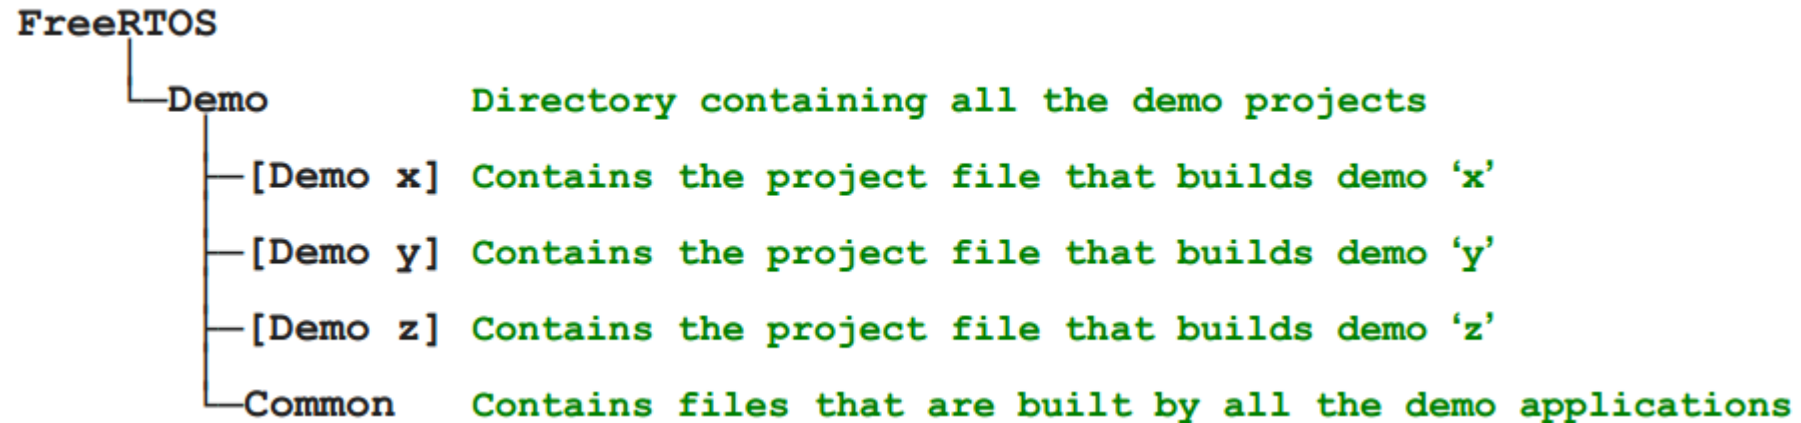 FreeRTOS
Demo Directory containing all the demo projects
[Demo x] Contains the project file that builds demo ‘x’
[Demo y] Contains the project file that builds demo ‘y’
[Demo z] Contains the project file that builds demo ‘z’
Common Contains files that are built by all the demo applications